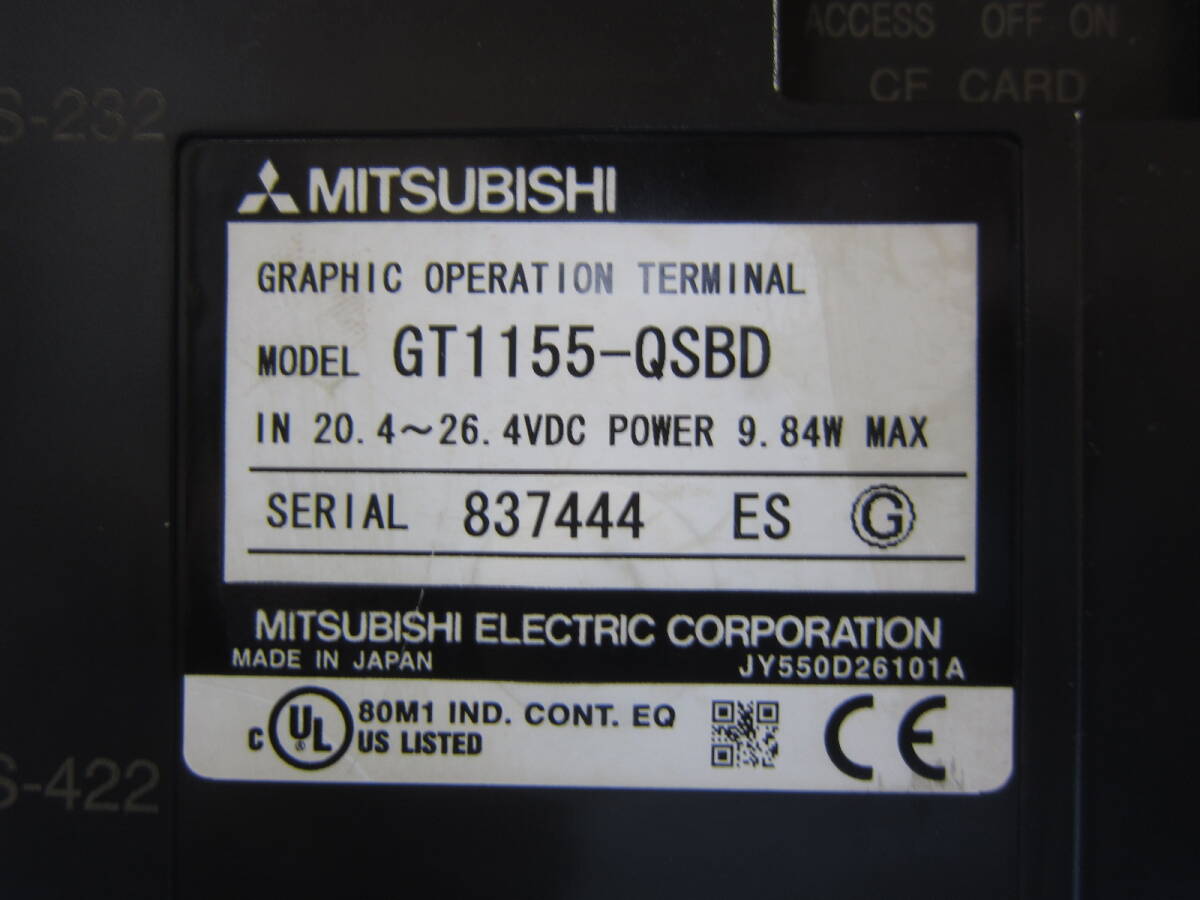 ACCESS OFF ON
CF CARD
S-232
MITSUBISHI
GRAPHIC OPERATION TERMINAL
MODEL GT1155-QSBD
IN 20.4~26.4VDC POWER 9.84W MAX
SERIAL 837444 ES G
MITSUBISHI ELECTRIC CORPORATION
MADE IN JAPAN JY550D26101A
C UL ® 80M1 IND. CONT. EQ
US LISTED
CE
S-422